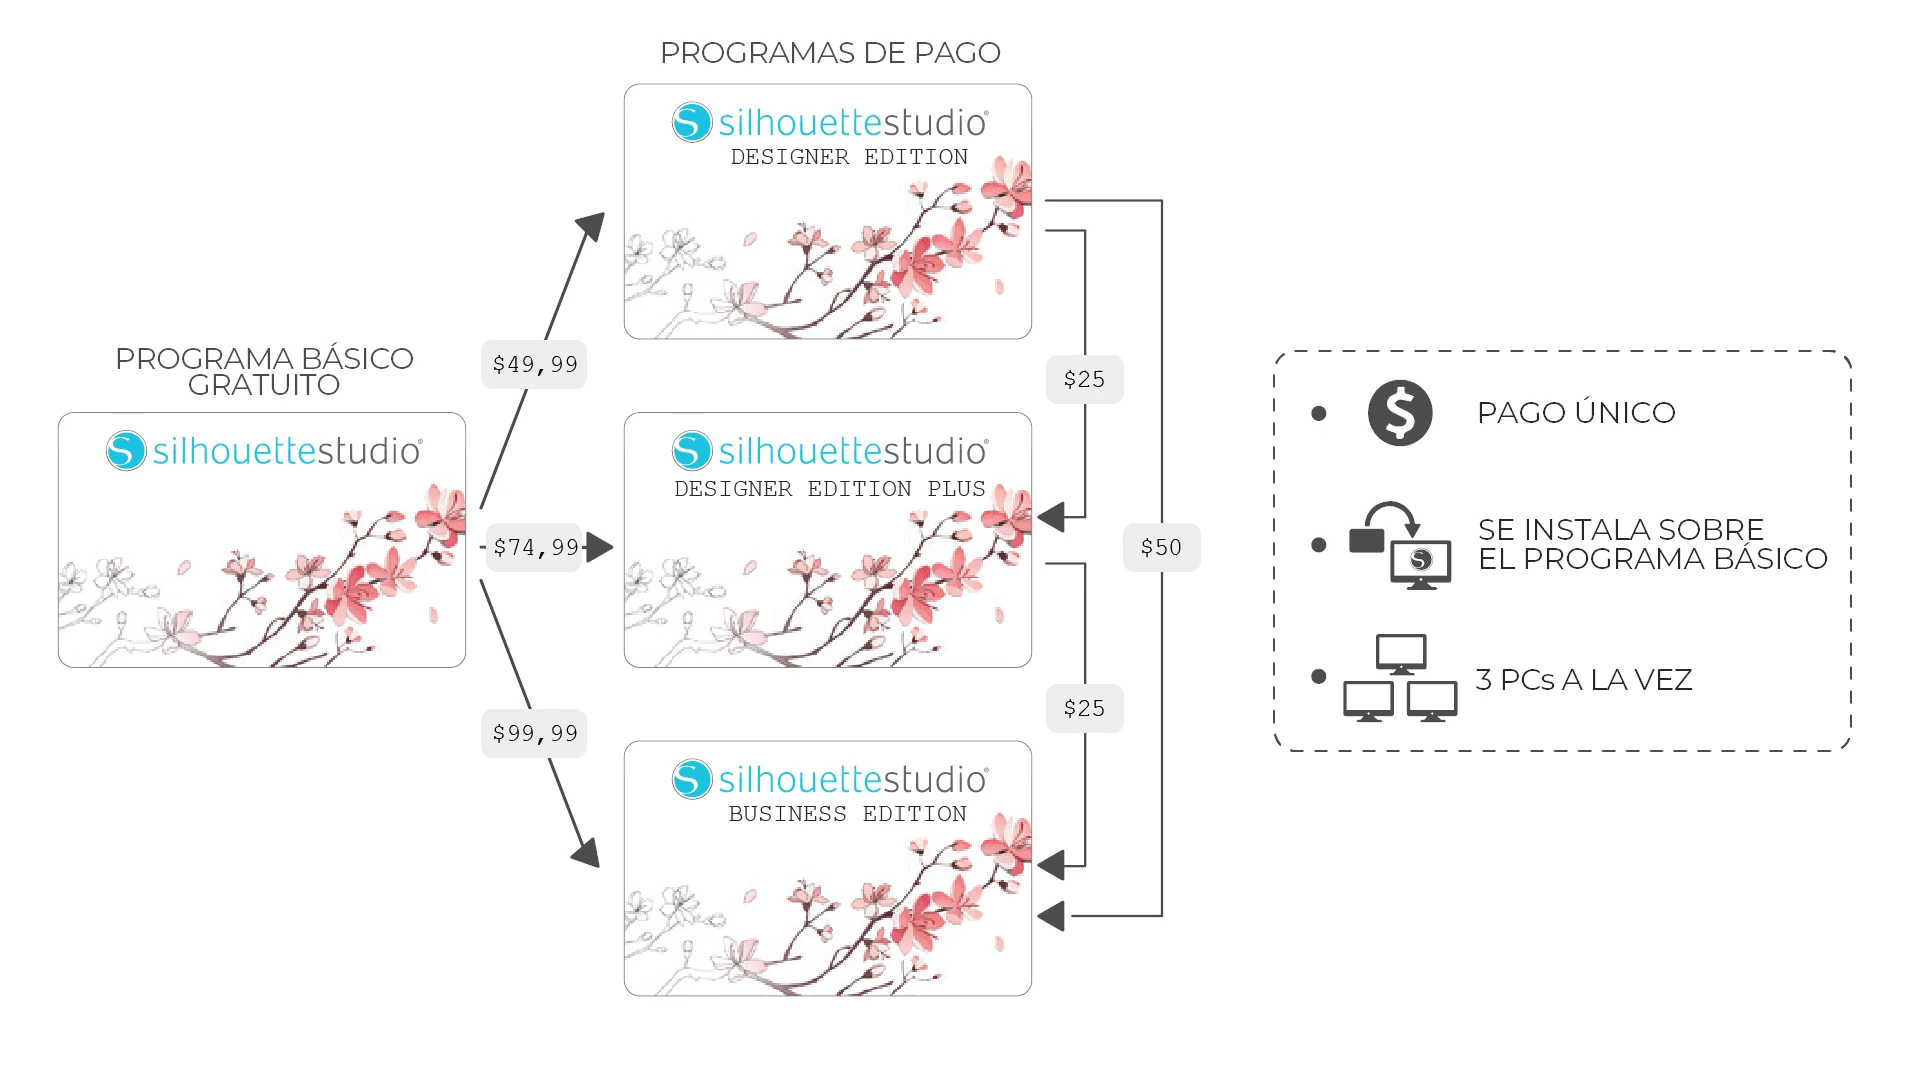 PROGRAMAS DE PAGO
silhouettestudio®
DESIGNER EDITION
PROGRAMA BÁSICO
GRATUITO
silhouettestudio®
$49,99
$74,99
$99,99
silhouettestudio®
DESIGNER EDITION PLUS
silhouettestudio®
BUSINESS EDITION
$25
$50
$25
$
PAGO ÚNICO
SE INSTALA SOBRE
EL PROGRAMA BÁSICO
3 PCs A LA VEZ